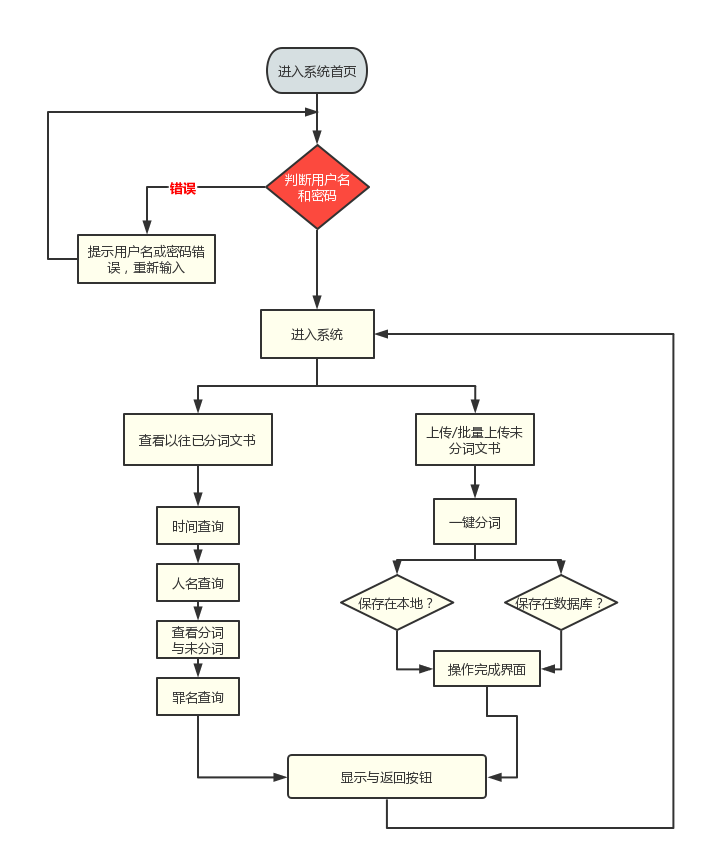 进入系统首页
判断用户名
和密码
错误
提示用户名或密码错
误，重新输入
进入系统
查看以往已分词文书
上传/批量上传未
分词文书
时间查询
一键分词
人名查询
保存在本地？
保存在数据库？
查看分词
与未分词
操作完成界面
罪名查询
显示与返回按钮